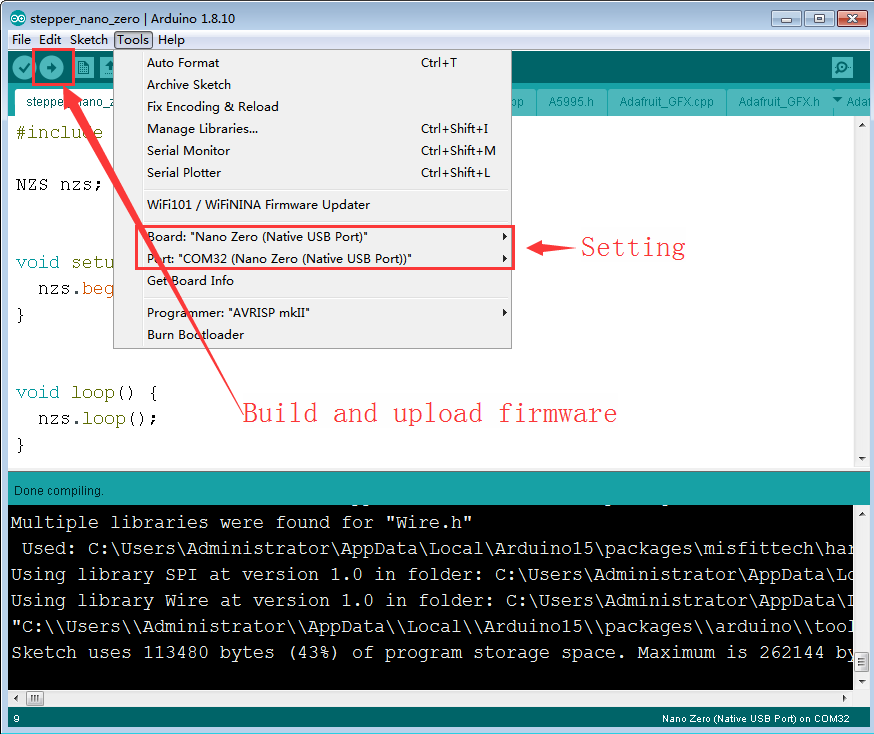 stepper_nano_zero | Arduino 1.8.10
File Edit Sketch Tools Help
Auto Format Ctrl+T
Archive Sketch
Fix Encoding & Reload
Manage Libraries... Ctrl+Shift+I
Serial Monitor Ctrl+Shift+M
Serial Plotter Ctrl+Shift+L
WiFi101 / WiFiNINA Firmware Updater
Board: "Nano Zero (Native USB Port)"
Port: "COM32 (Nano Zero (Native USB Port))"
Get Board Info
Programmer: "AVRISP mkII"
Burn Bootloader
stepper_nano_z pp A5995.h Adafruit_GFX.cpp Adafruit_GFX.h Adaf
#include
NZS nzs;
void setu
nzs.beg
}
void loop() {
nzs.loop();
}
Setting
Build and upload firmware
Done compiling.
Multiple libraries were found for "Wire.h"
Used: C:\Users\Administrator\AppData\Local\Arduino15\packages\misfittech\har
Using library SPI at version 1.0 in folder: C:\Users\Administrator\AppData\Lo
Using library Wire at version 1.0 in folder: C:\Users\Administrator\AppData\L
"C:\\Users\\Administrator\\AppData\\Local\\Arduino15\\packages\\arduino\\tool
Sketch uses 113480 bytes (43%) of program storage space. Maximum is 262144 by
9 Nano Zero (Native USB Port) on COM32